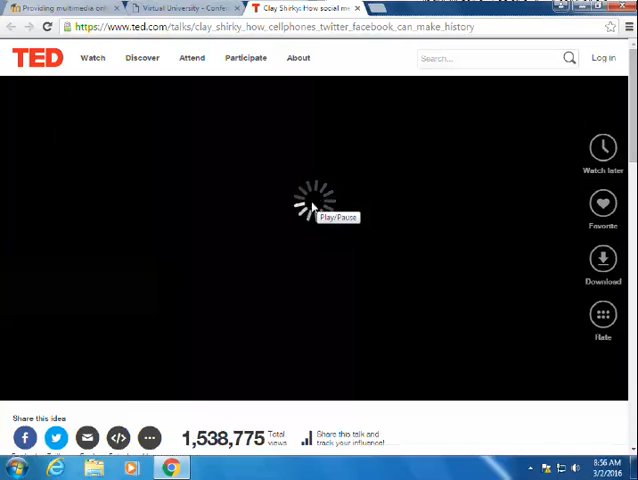 Providing multimedia onl
Virtual University - Confe
Clay Shirky: How social me
https://www.ted.com/talks/clay_shirky_how_cellphones_twitter_facebook_can_make_history
TED
Watch
Discover
Attend
Participate
About
Search...
Log in
Watch later
Play/Pause
Favorite
Download
Rate
Share this idea
1,538,775
Total
views
Share this talk and
track your influence!
8:56 AM
3/2/2016